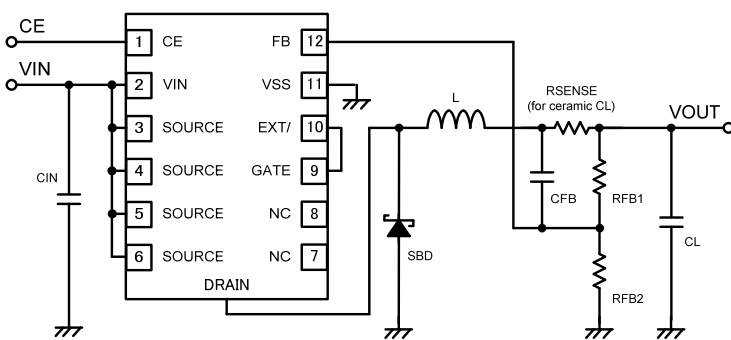 CE
VIN
1 CE FB 12
2 VIN VSS 11
3 SOURCE EXT/ 10
4 SOURCE GATE 9
5 SOURCE NC 8
6 SOURCE NC 7
DRAIN
CIN
L
RSENSE
(for ceramic CL)
VOUT
CFB
RFB1
SBD
CL
RFB2